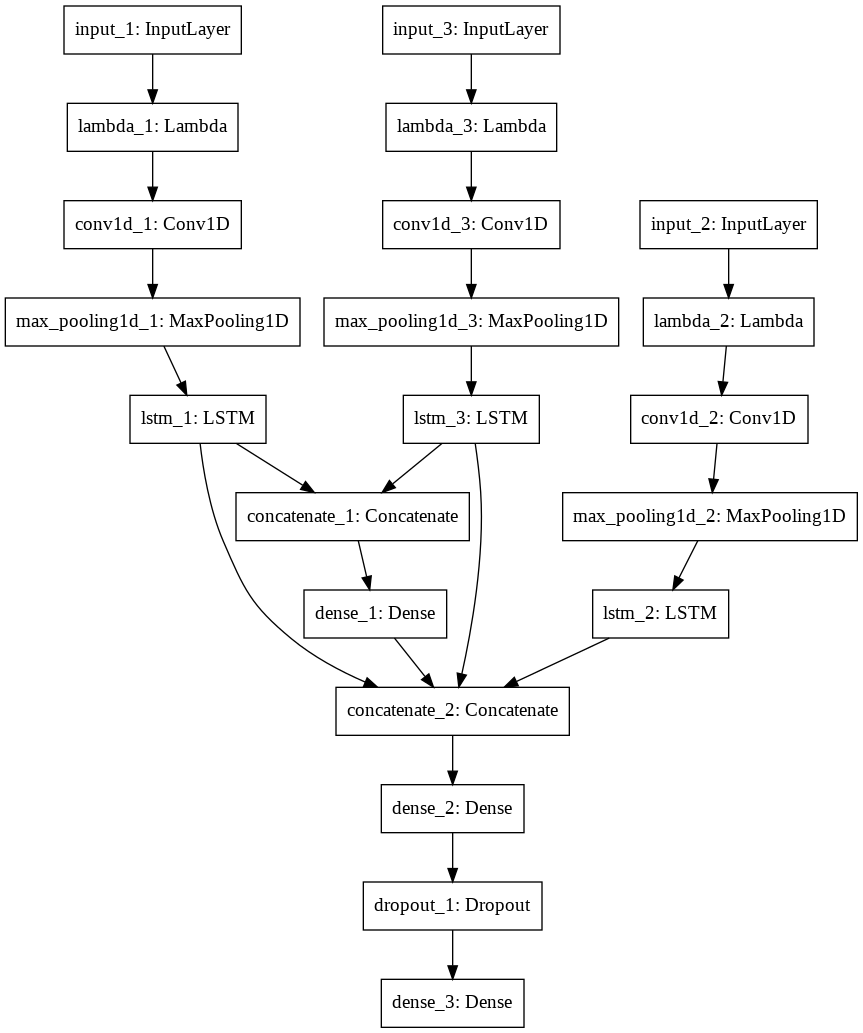 input_1: InputLayer
input_3: InputLayer
lambda_1: Lambda
lambda_3: Lambda
conv1d_1: Conv1D
conv1d_3: Conv1D
input_2: InputLayer
max_pooling1d_1: MaxPooling1D
max_pooling1d_3: MaxPooling1D
lambda_2: Lambda
lstm_1: LSTM
lstm_3: LSTM
conv1d_2: Conv1D
concatenate_1: Concatenate
max_pooling1d_2: MaxPooling1D
dense_1: Dense
lstm_2: LSTM
concatenate_2: Concatenate
dense_2: Dense
dropout_1: Dropout
dense_3: Dense